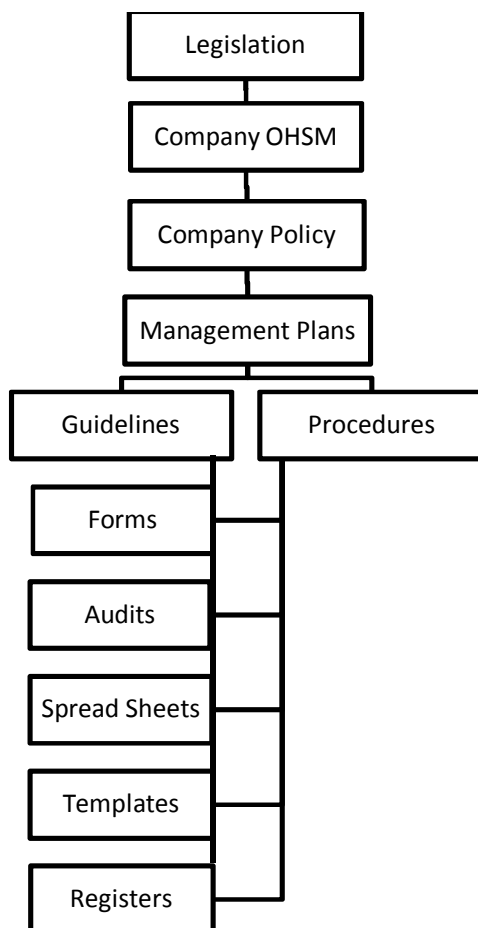 Legislation
Company OHSM
Company Policy
Management Plans
Guidelines
Procedures
Forms
Audits
Spread Sheets
Templates
Registers